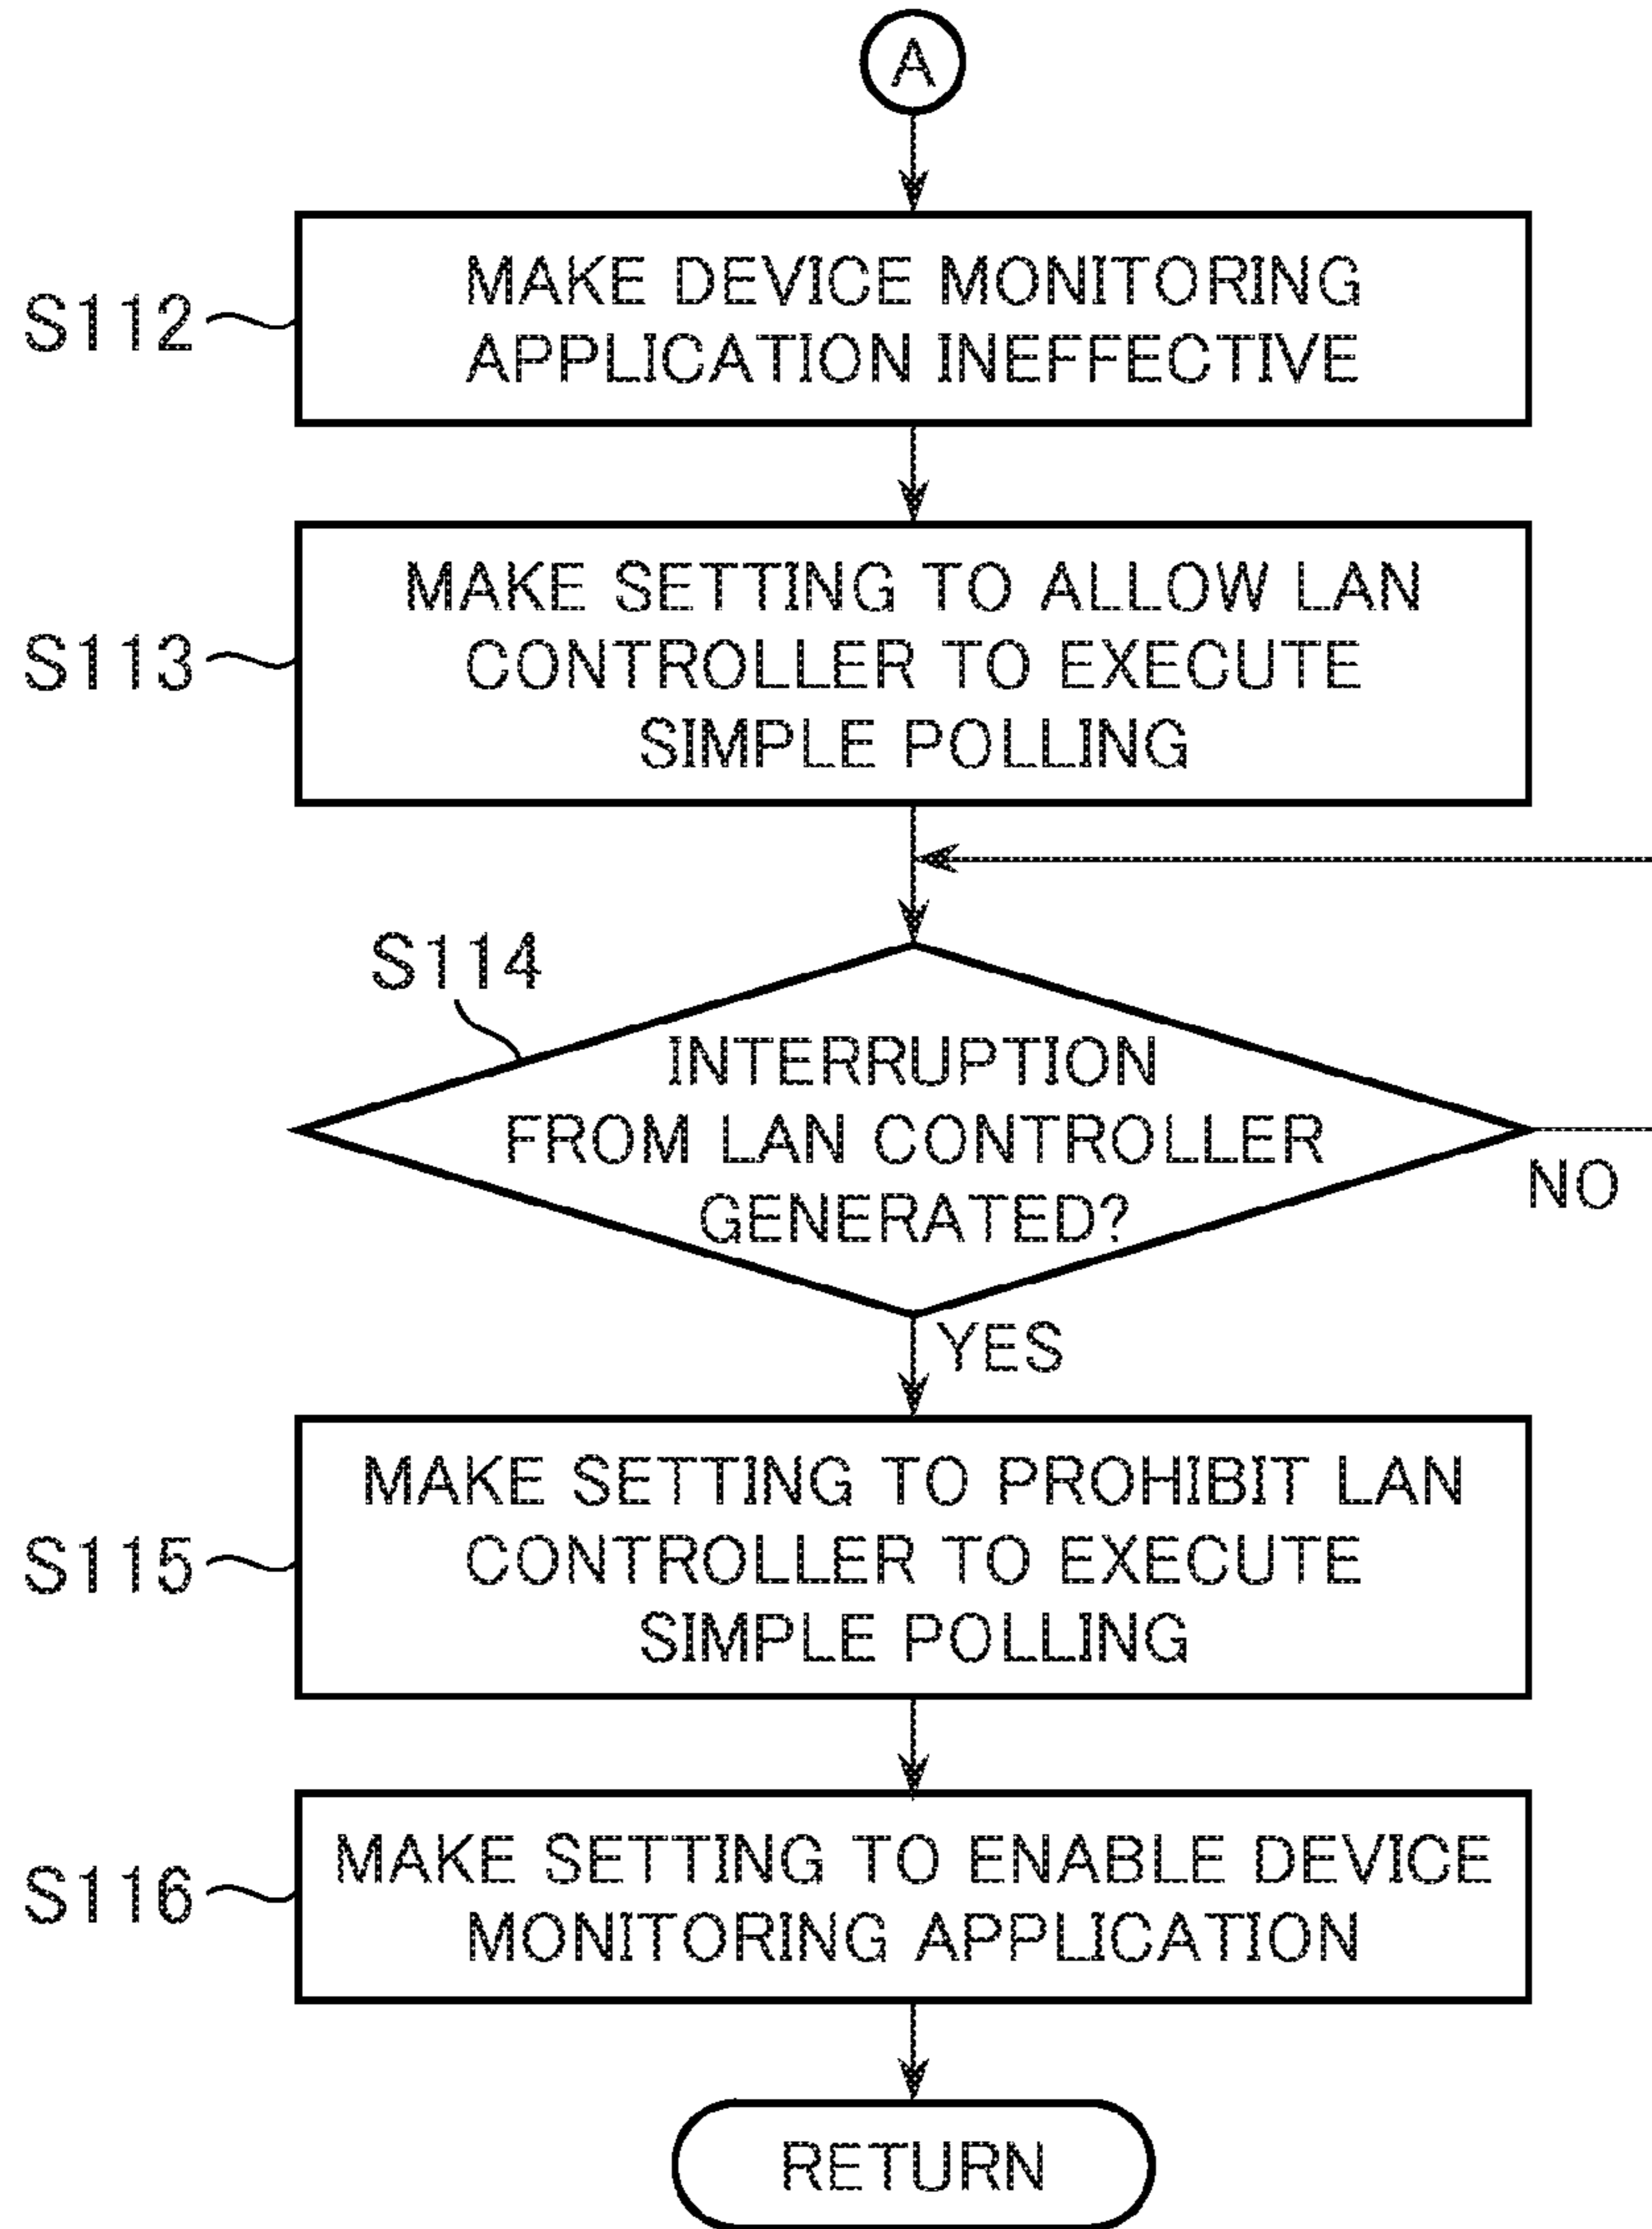 A
S112
MAKE DEVICE MONITORING
APPLICATION INEFFECTIVE
S113
MAKE SETTING TO ALLOW LAN
CONTROLLER TO EXECUTE
SIMPLE POLLING
S114
INTERRUPTION
FROM LAN CONTROLLER
GENERATED?
NO
YES
S115
MAKE SETTING TO PROHIBIT LAN
CONTROLLER TO EXECUTE
SIMPLE POLLING
S116
MAKE SETTING TO ENABLE DEVICE
MONITORING APPLICATION
RETURN